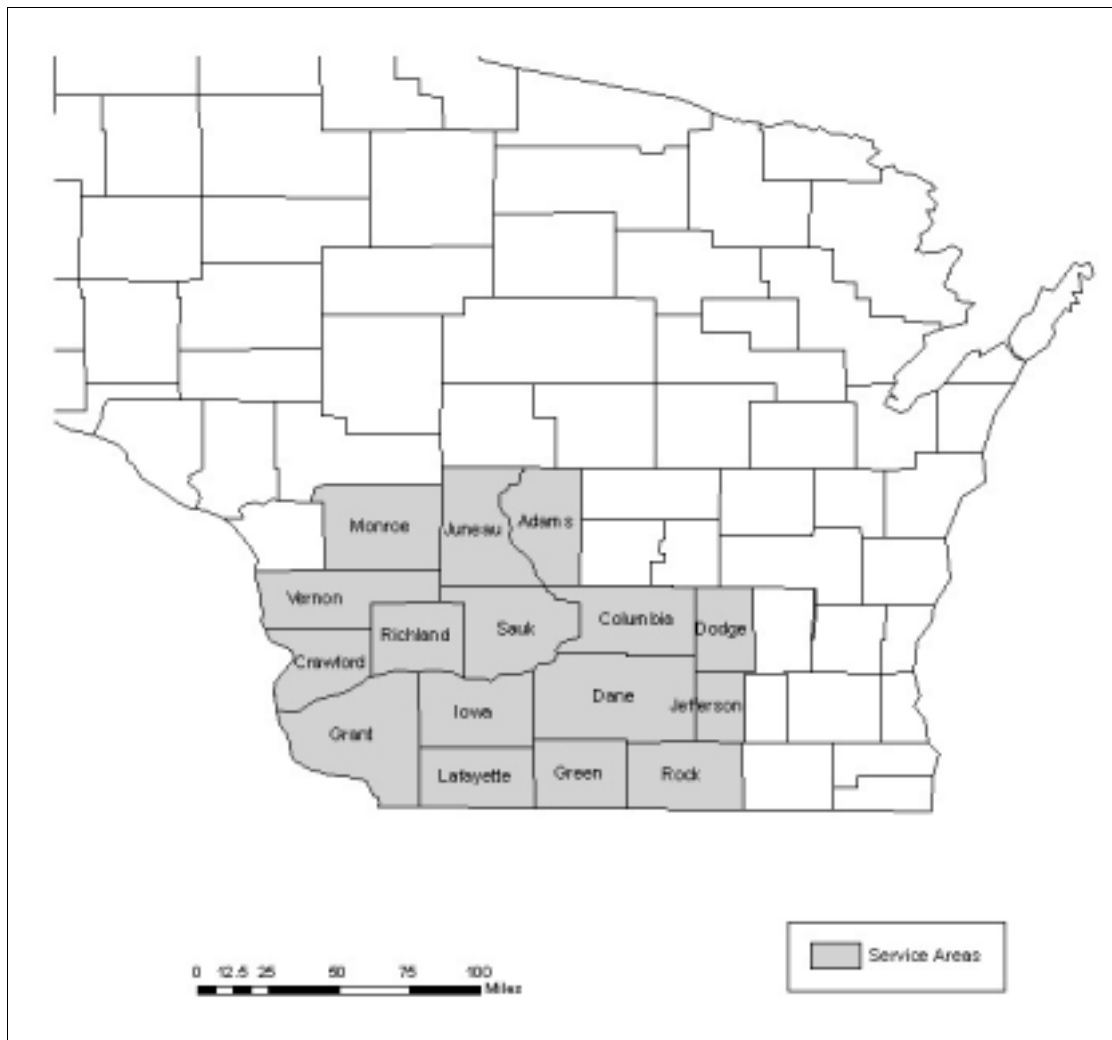 Monroe
Juneau
Adams
Vernon
Richland
Sauk
Columbia
Dodge
Crawford
Dane
Jefferson
Iowa
Grant
Lafayette
Green
Rock
Service Areas
0 12.5 25 50 75 100
Miles